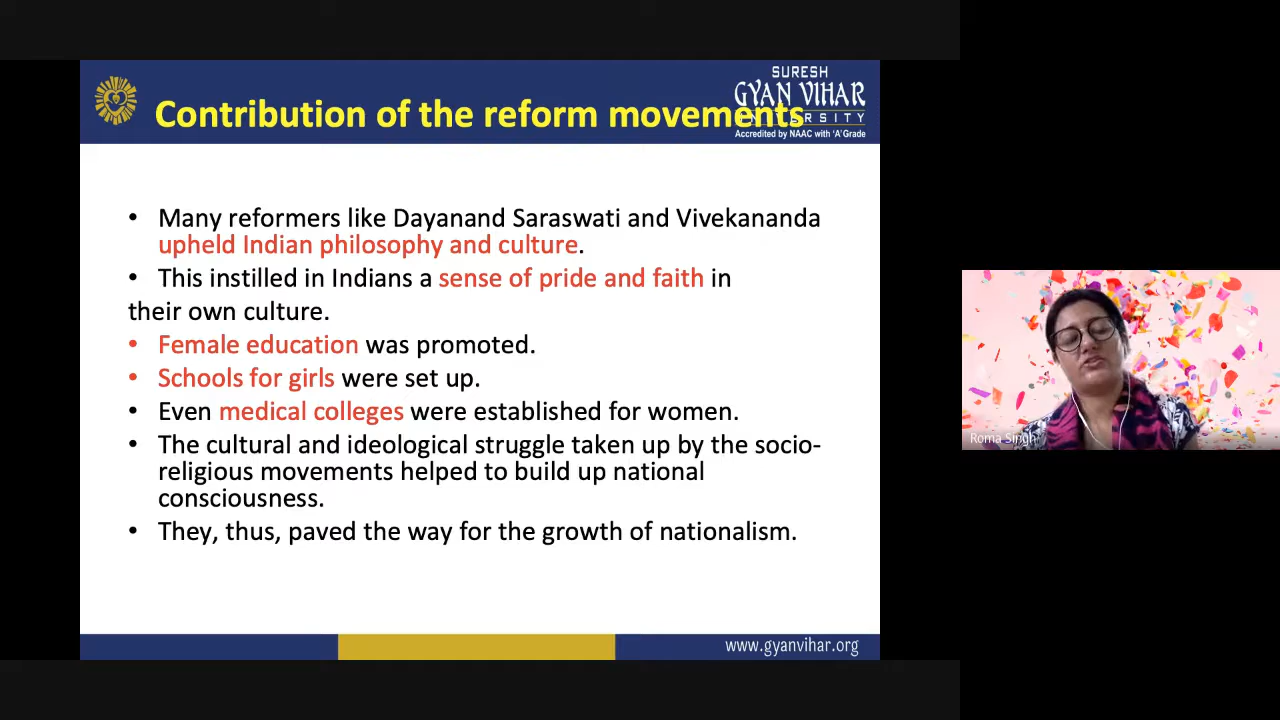 SURESH
GYAN VIHAR
UNIVERSITY
Accredited by NAAC with 'A' Grade
Contribution of the reform movements
• Many reformers like Dayanand Saraswati and Vivekananda
upheld Indian philosophy and culture.
• This instilled in Indians a sense of pride and faith in
their own culture.
• Female education was promoted.
• Schools for girls were set up.
• Even medical colleges were established for women.
• The cultural and ideological struggle taken up by the socio-
religious movements helped to build up national
consciousness.
• They, thus, paved the way for the growth of nationalism.
www.gyanvihar.org
Roma Singh